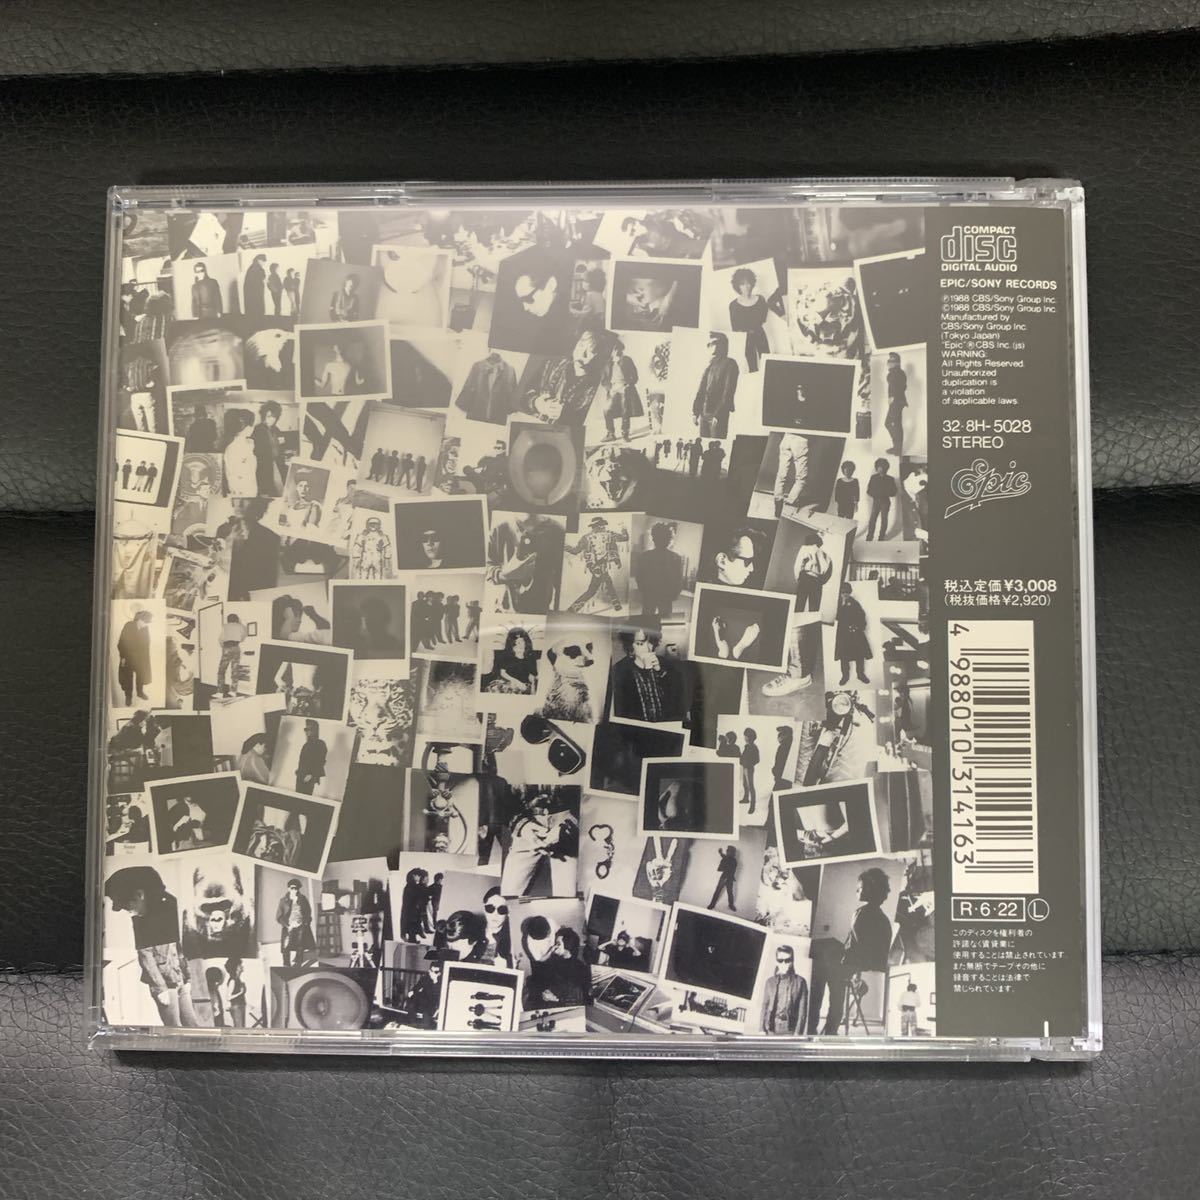 COMPACT
disc
DIGITAL AUDIO
EPIC/SONY RECORDS
Ⓟ1988 CBS/Sony Group Inc.
Ⓒ1988 CBS/Sony Group Inc.
Manufactured by
CBS/Sony Group Inc.
(Tokyo Japan)
"Epic" ® CBS Inc. (js)
WARNING:
All Rights Reserved.
Unauthorized
duplication is
a violation
of applicable laws.
32·8H-5028
STEREO
Epic
税込定価¥3,008
(税抜価格¥2,920)
4 988010 314163
R·6·22 Ⓛ
このディスクを権利者の
許諾なく賃貸業に
使用することは禁止されています。
また無断でテープその他に
録音することは法律で
禁じられています。